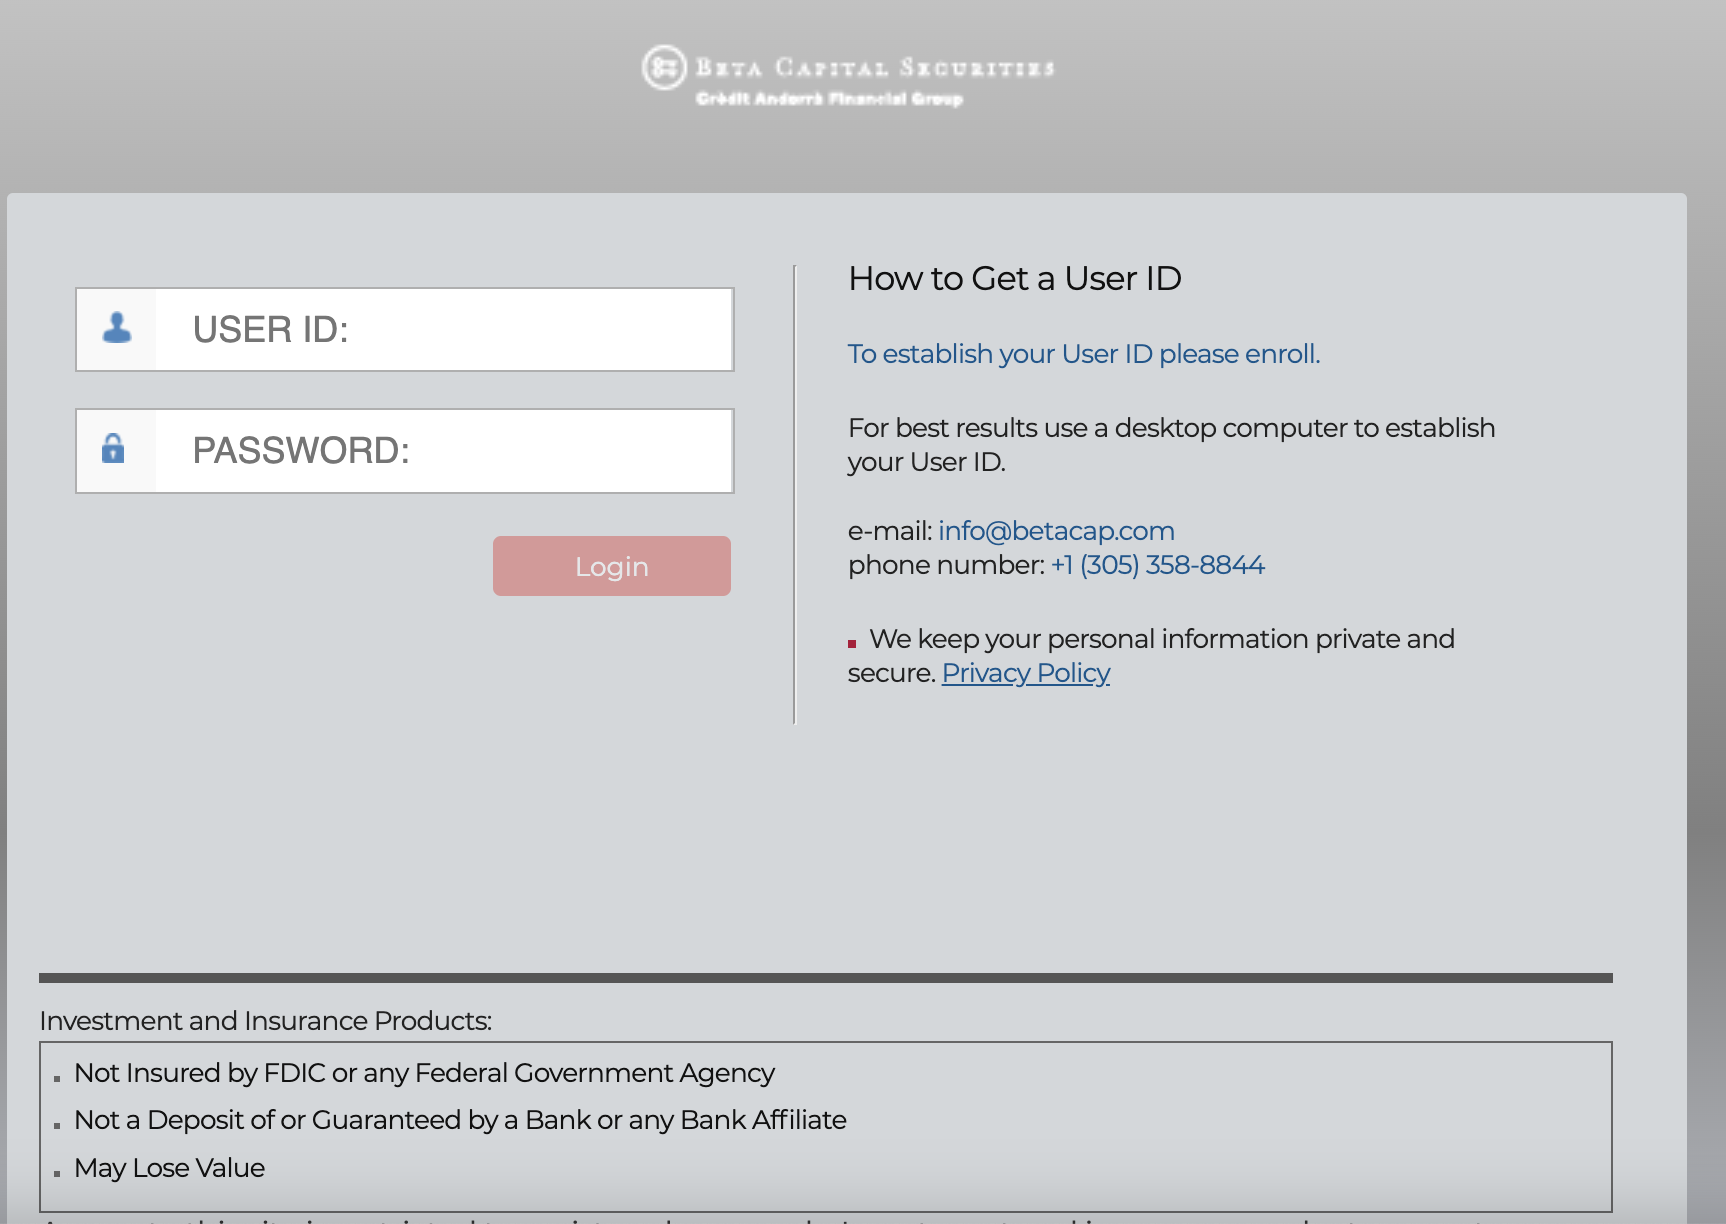 BETA CAPITAL SECURITIES
Crèdit Andorrà Financial Group
USER ID:
PASSWORD:
Login
How to Get a User ID
To establish your User ID please enroll.
For best results use a desktop computer to establish
your User ID.
e-mail: info@betacap.com
phone number: +1 (305) 358-8844
We keep your personal information private and
secure. Privacy Policy
Investment and Insurance Products:
Not Insured by FDIC or any Federal Government Agency
Not a Deposit of or Guaranteed by a Bank or any Bank Affiliate
May Lose Value